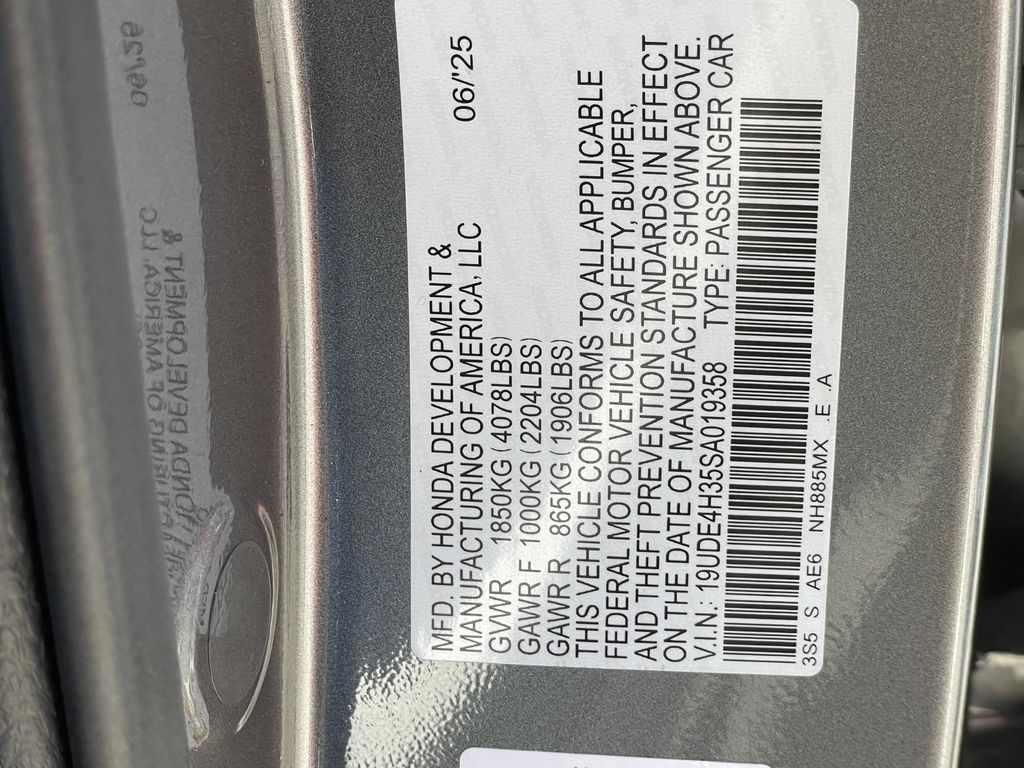 MFD. BY HONDA DEVELOPMENT &
MANUFACTURING OF AMERICA, LLC 06/'25
GVWR 1850KG(4078LBS)
GAWR F 1000KG(2204LBS)
GAWR R 865KG(1906LBS)
THIS VEHICLE CONFORMS TO ALL APPLICABLE
FEDERAL MOTOR VEHICLE SAFETY, BUMPER,
AND THEFT PREVENTION STANDARDS IN EFFECT
ON THE DATE OF MANUFACTURE SHOWN ABOVE.
V.I.N.: 19UDE4H35SA019358 TYPE: PASSENGER CAR
3S5 S AE6 NH885MX .E .A